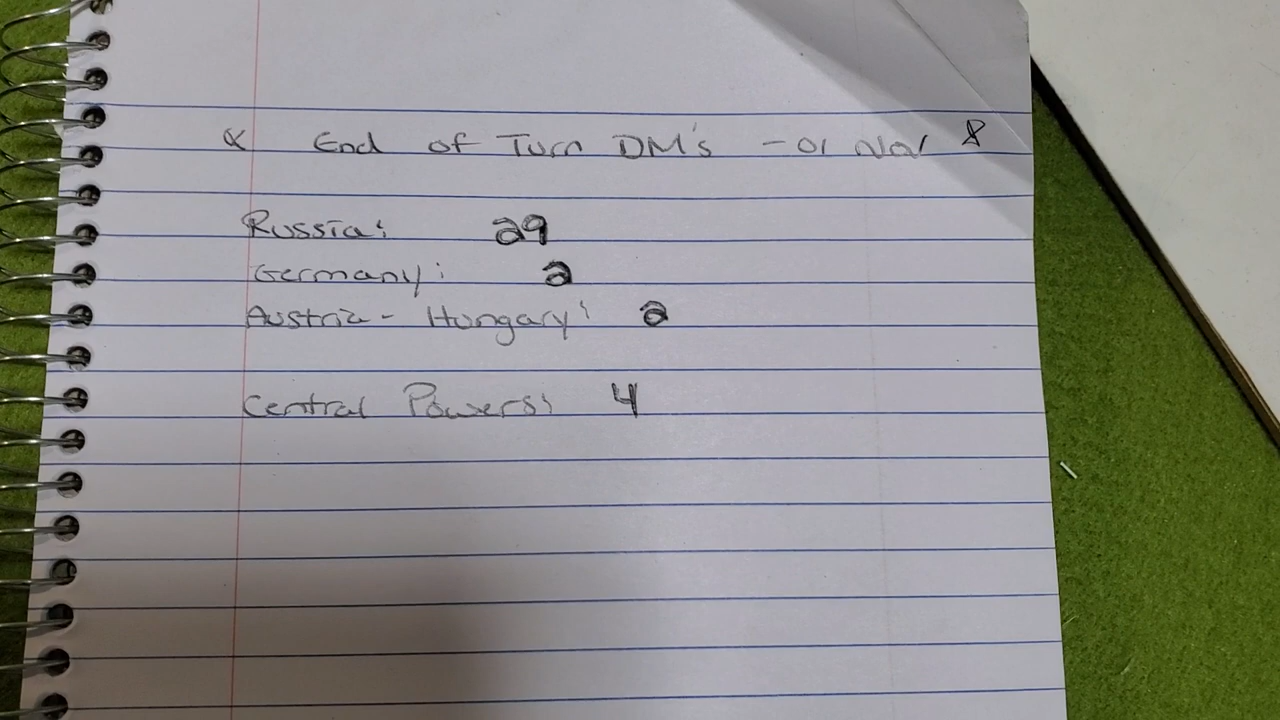 End of Turn DM's - 01 Nov
Russia: 29
Germany: 2
Austria-Hungary: 2
Central Powers: 4